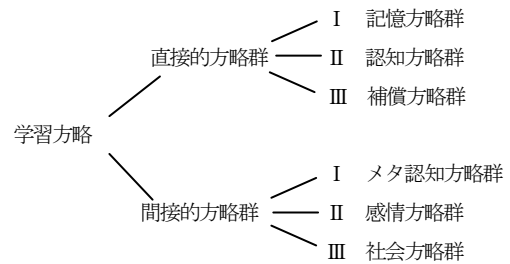 Ⅰ 記憶方略群
直接的方略群 Ⅱ 認知方略群
Ⅲ 補償方略群
学習方略
Ⅰ メタ認知方略群
間接的方略群 Ⅱ 感情方略群
Ⅲ 社会方略群